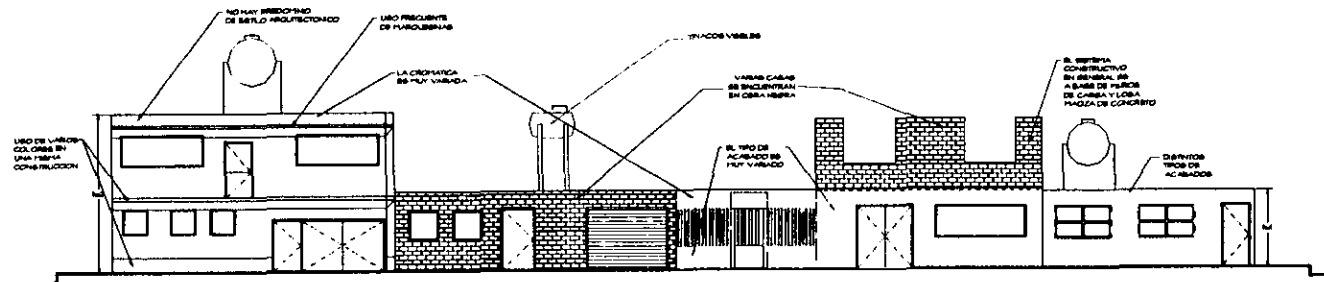 NO HAY PREDOMINIO
DE ESTILO ARQUITECTONICO
USO FRECUENTE
DE MARQUESINAS
LA CROMATICA
ES MUY VARIADA
TINACOS VISIBLES
VARIAS CASAS
SE ENCUENTRAN
EN OBRA NEGRA
EL SISTEMA
CONSTRUCTIVO
EN GENERAL ES
A BASE DE MUROS
DE CARGA Y LOSA
MACIZA DE CONCRETO
USO DE VARIOS
COLORES EN
UNA MISMA
CONSTRUCCION
EL TIPO DE
ACABADO ES
MUY VARIADO
DISTINTOS
TIPOS DE
ACABADOS